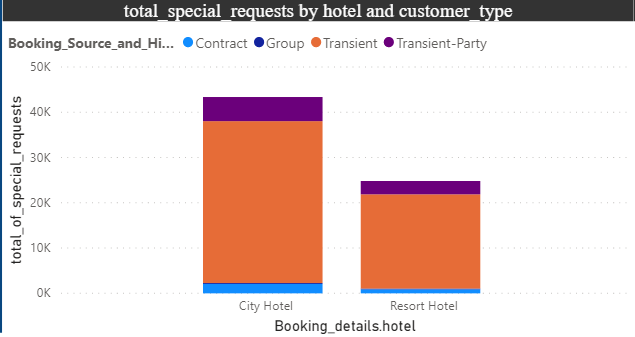 total_special_requests by hotel and customer_type
Booking_Source_and_Hi... Contract Group Transient Transient-Party
total_of_special_requests
50K
40K
30K
20K
10K
0K
City Hotel Resort Hotel
Booking_details.hotel